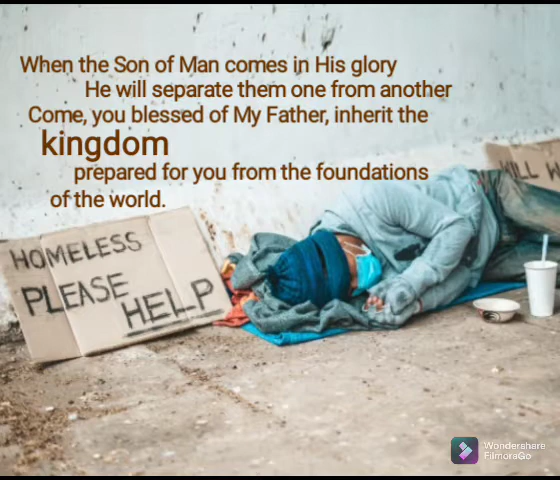 When the Son of Man comes in His glory
He will separate them one from another
Come, you blessed of My Father, inherit the
kingdom
prepared for you from the foundations
of the world.
HOMELESS
PLEASE
HELP
Wondershare
FilmoraGo